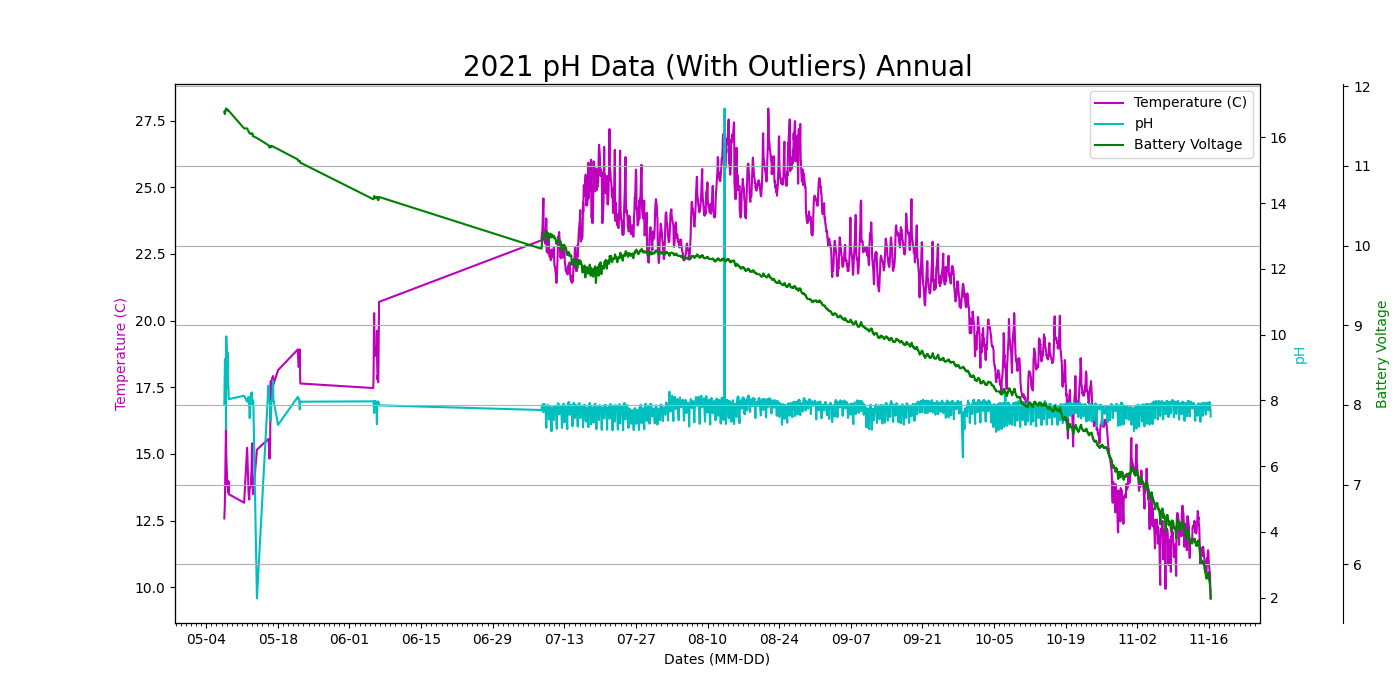 2021 pH Data (With Outliers) Annual
Temperature (C)
pH
Battery Voltage
27.5
25.0
22.5
20.0
17.5
15.0
12.5
10.0
Temperature (C)
16
14
12
10
8
6
4
2
pH
12
11
10
9
8
7
6
Battery Voltage
05-04 05-18 06-01 06-15 06-29 07-13 07-27 08-10 08-24 09-07 09-21 10-05 10-19 11-02 11-16
Dates (MM-DD)